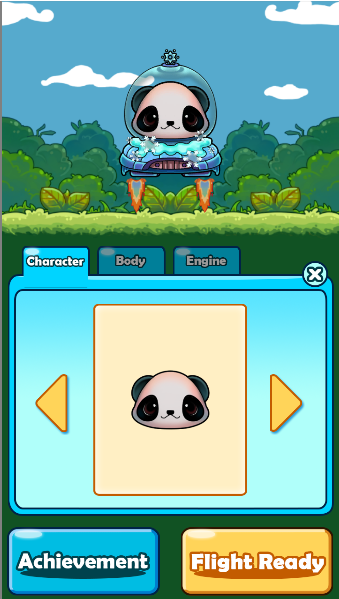 Character
Body
Engine
Achievement
Flight Ready